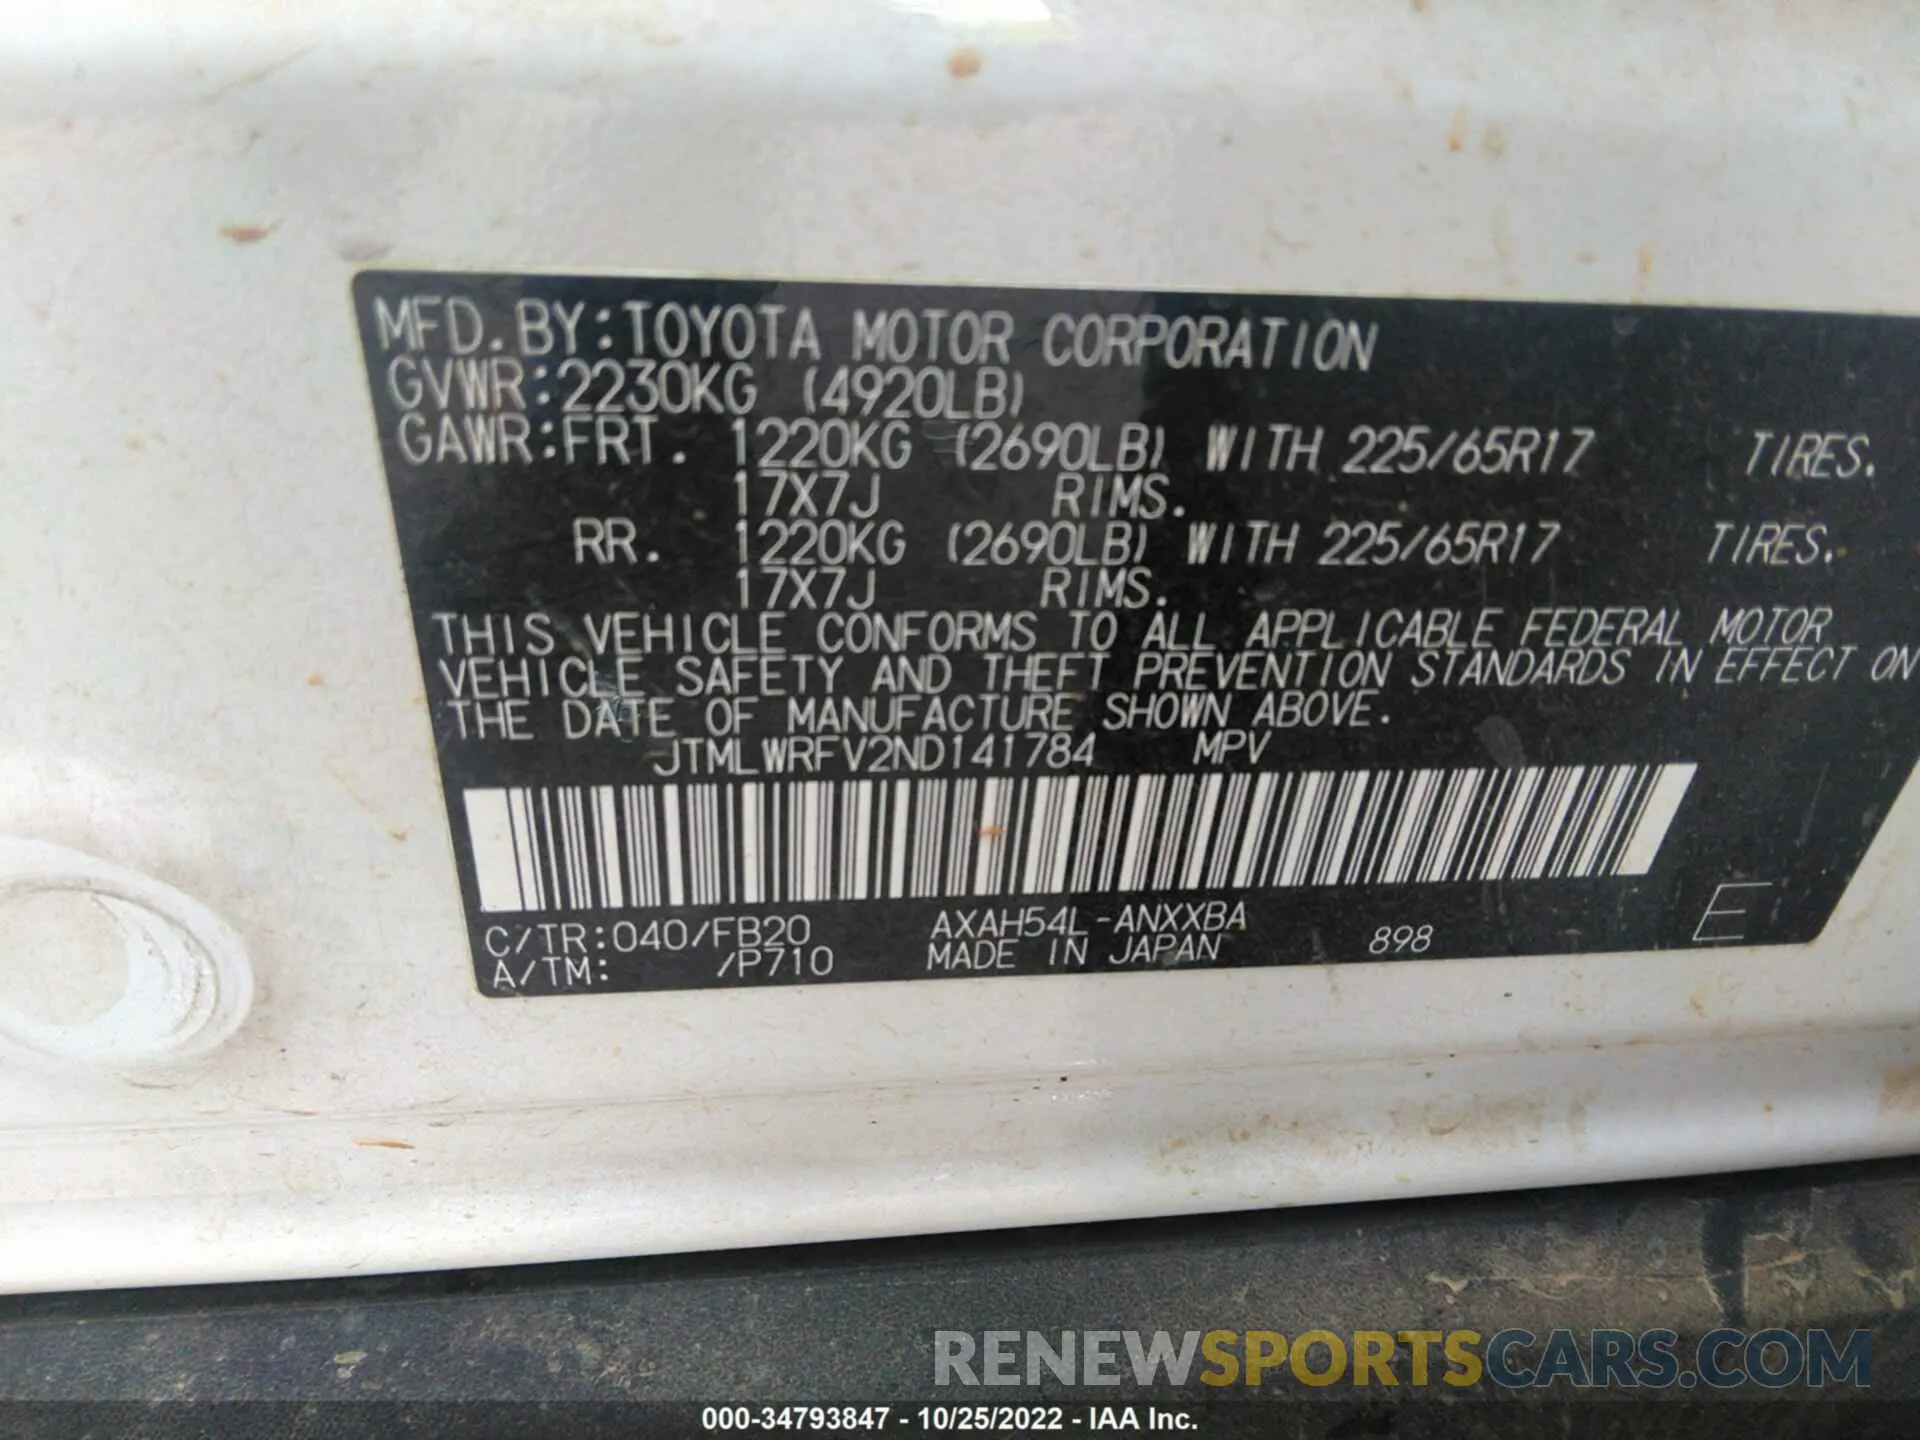 MFD. BY:TOYOTA MOTOR CORPORATION
GVWR:2230KG (4920LB)
GAWR:FRT. 1220KG (2690LB) WITH 225/65R17 TIRES.
17X7J RIMS.
RR. 1220KG (2690LB) WITH 225/65R17 TIRES.
17X7J RIMS.
THIS VEHICLE CONFORMS TO ALL APPLICABLE FEDERAL MOTOR
VEHICLE SAFETY AND THEFT PREVENTION STANDARDS IN EFFECT ON
THE DATE OF MANUFACTURE SHOWN ABOVE.
JTMLWRFV2ND141784 MPV
C/TR:040/FB20 AXAH54L-ANXXBA
A/TM: /P710 MADE IN JAPAN 898 E
RENEWSPORTSCARS.COM
000-34793847 - 10/25/2022 - IAA Inc.